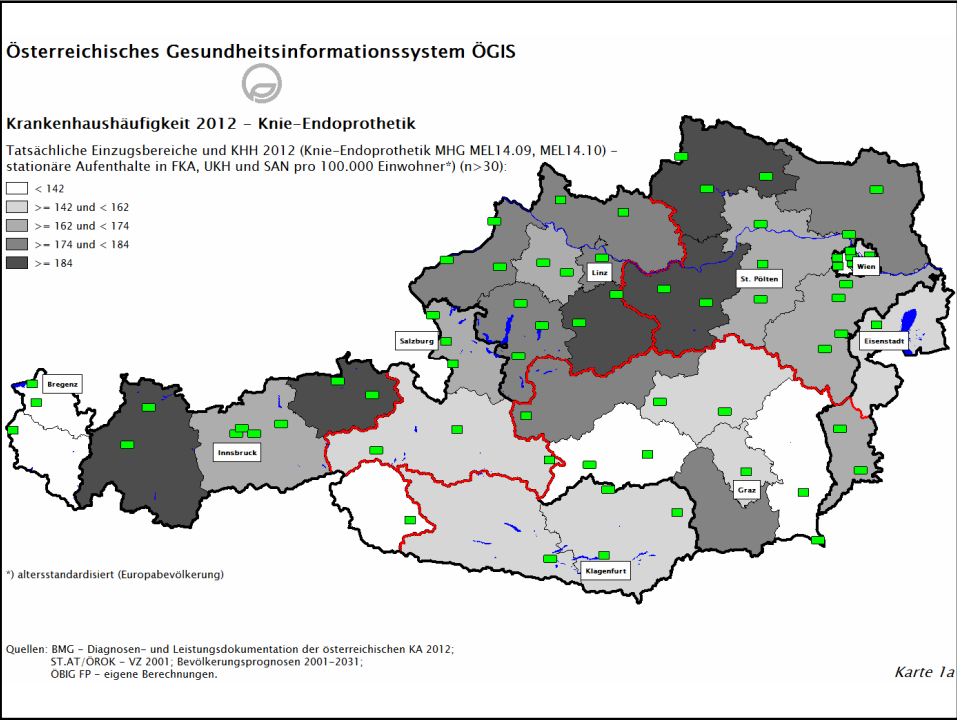 Österreichisches Gesundheitsinformationssystem ÖGIS
Krankenhaushäufigkeit 2012 - Knie-Endoprothetik
Tatsächliche Einzugsbereiche und KHH 2012 (Knie-Endoprothetik MHG MEL14.09, MEL14.10) -
stationäre Aufenthalte in FKA, UKH und SAN pro 100.000 Einwohner*) (n>30):
< 142
>= 142 und < 162
>= 162 und < 174
>= 174 und < 184
>= 184
Linz
Wien
St. Pölten
Salzburg
Eisenstadt
Bregenz
Innsbruck
Graz
Klagenfurt
*) altersstandardisiert (Europabevölkerung)
Quellen: BMG - Diagnosen- und Leistungsdokumentation der österreichischen KA 2012;
ST.AT/ÖROK - VZ 2001; Bevölkerungsprognosen 2001-2031;
ÖBIG FP - eigene Berechnungen.
Karte 1a